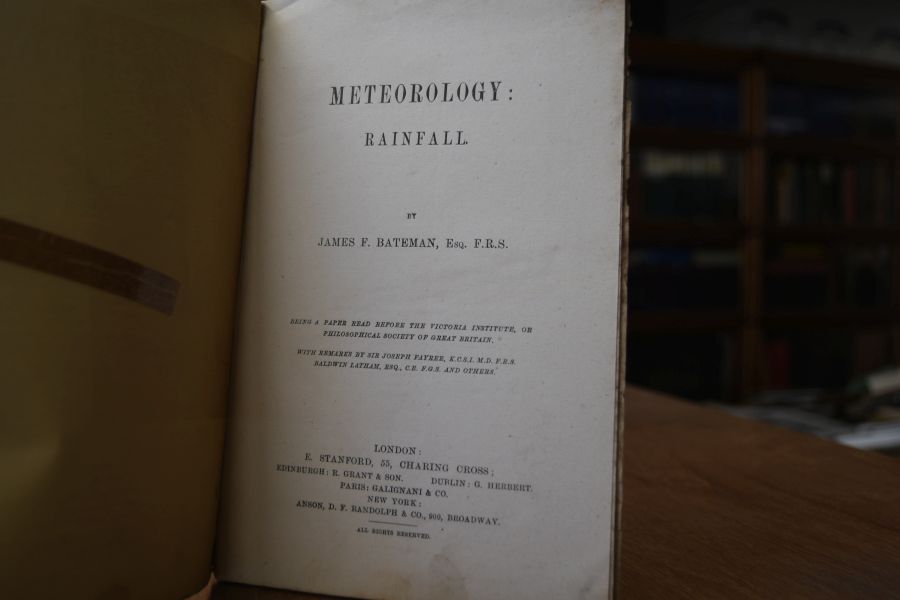 METEOROLOGY:
RAINFALL.
BY
JAMES F. BATEMAN, ESQ. F.R.S.
BEING A PAPER READ BEFORE THE VICTORIA INSTITUTE, OR
PHILOSOPHICAL SOCIETY OF GREAT BRITAIN.
WITH REMARKS BY SIR JOSEPH FAYRER, K.C.S.I. M.D. F.R.S.
BALDWIN LATHAM, ESQ., C.E. F.G.S. AND OTHERS.
LONDON:
E. STANFORD, 55, CHARING CROSS;
EDINBURGH: R. GRANT & SON. DUBLIN: G. HERBERT.
PARIS: GALIGNANI & CO.
NEW YORK:
ANSON, D. F. RANDOLPH & CO., 900, BROADWAY.
ALL RIGHTS RESERVED.